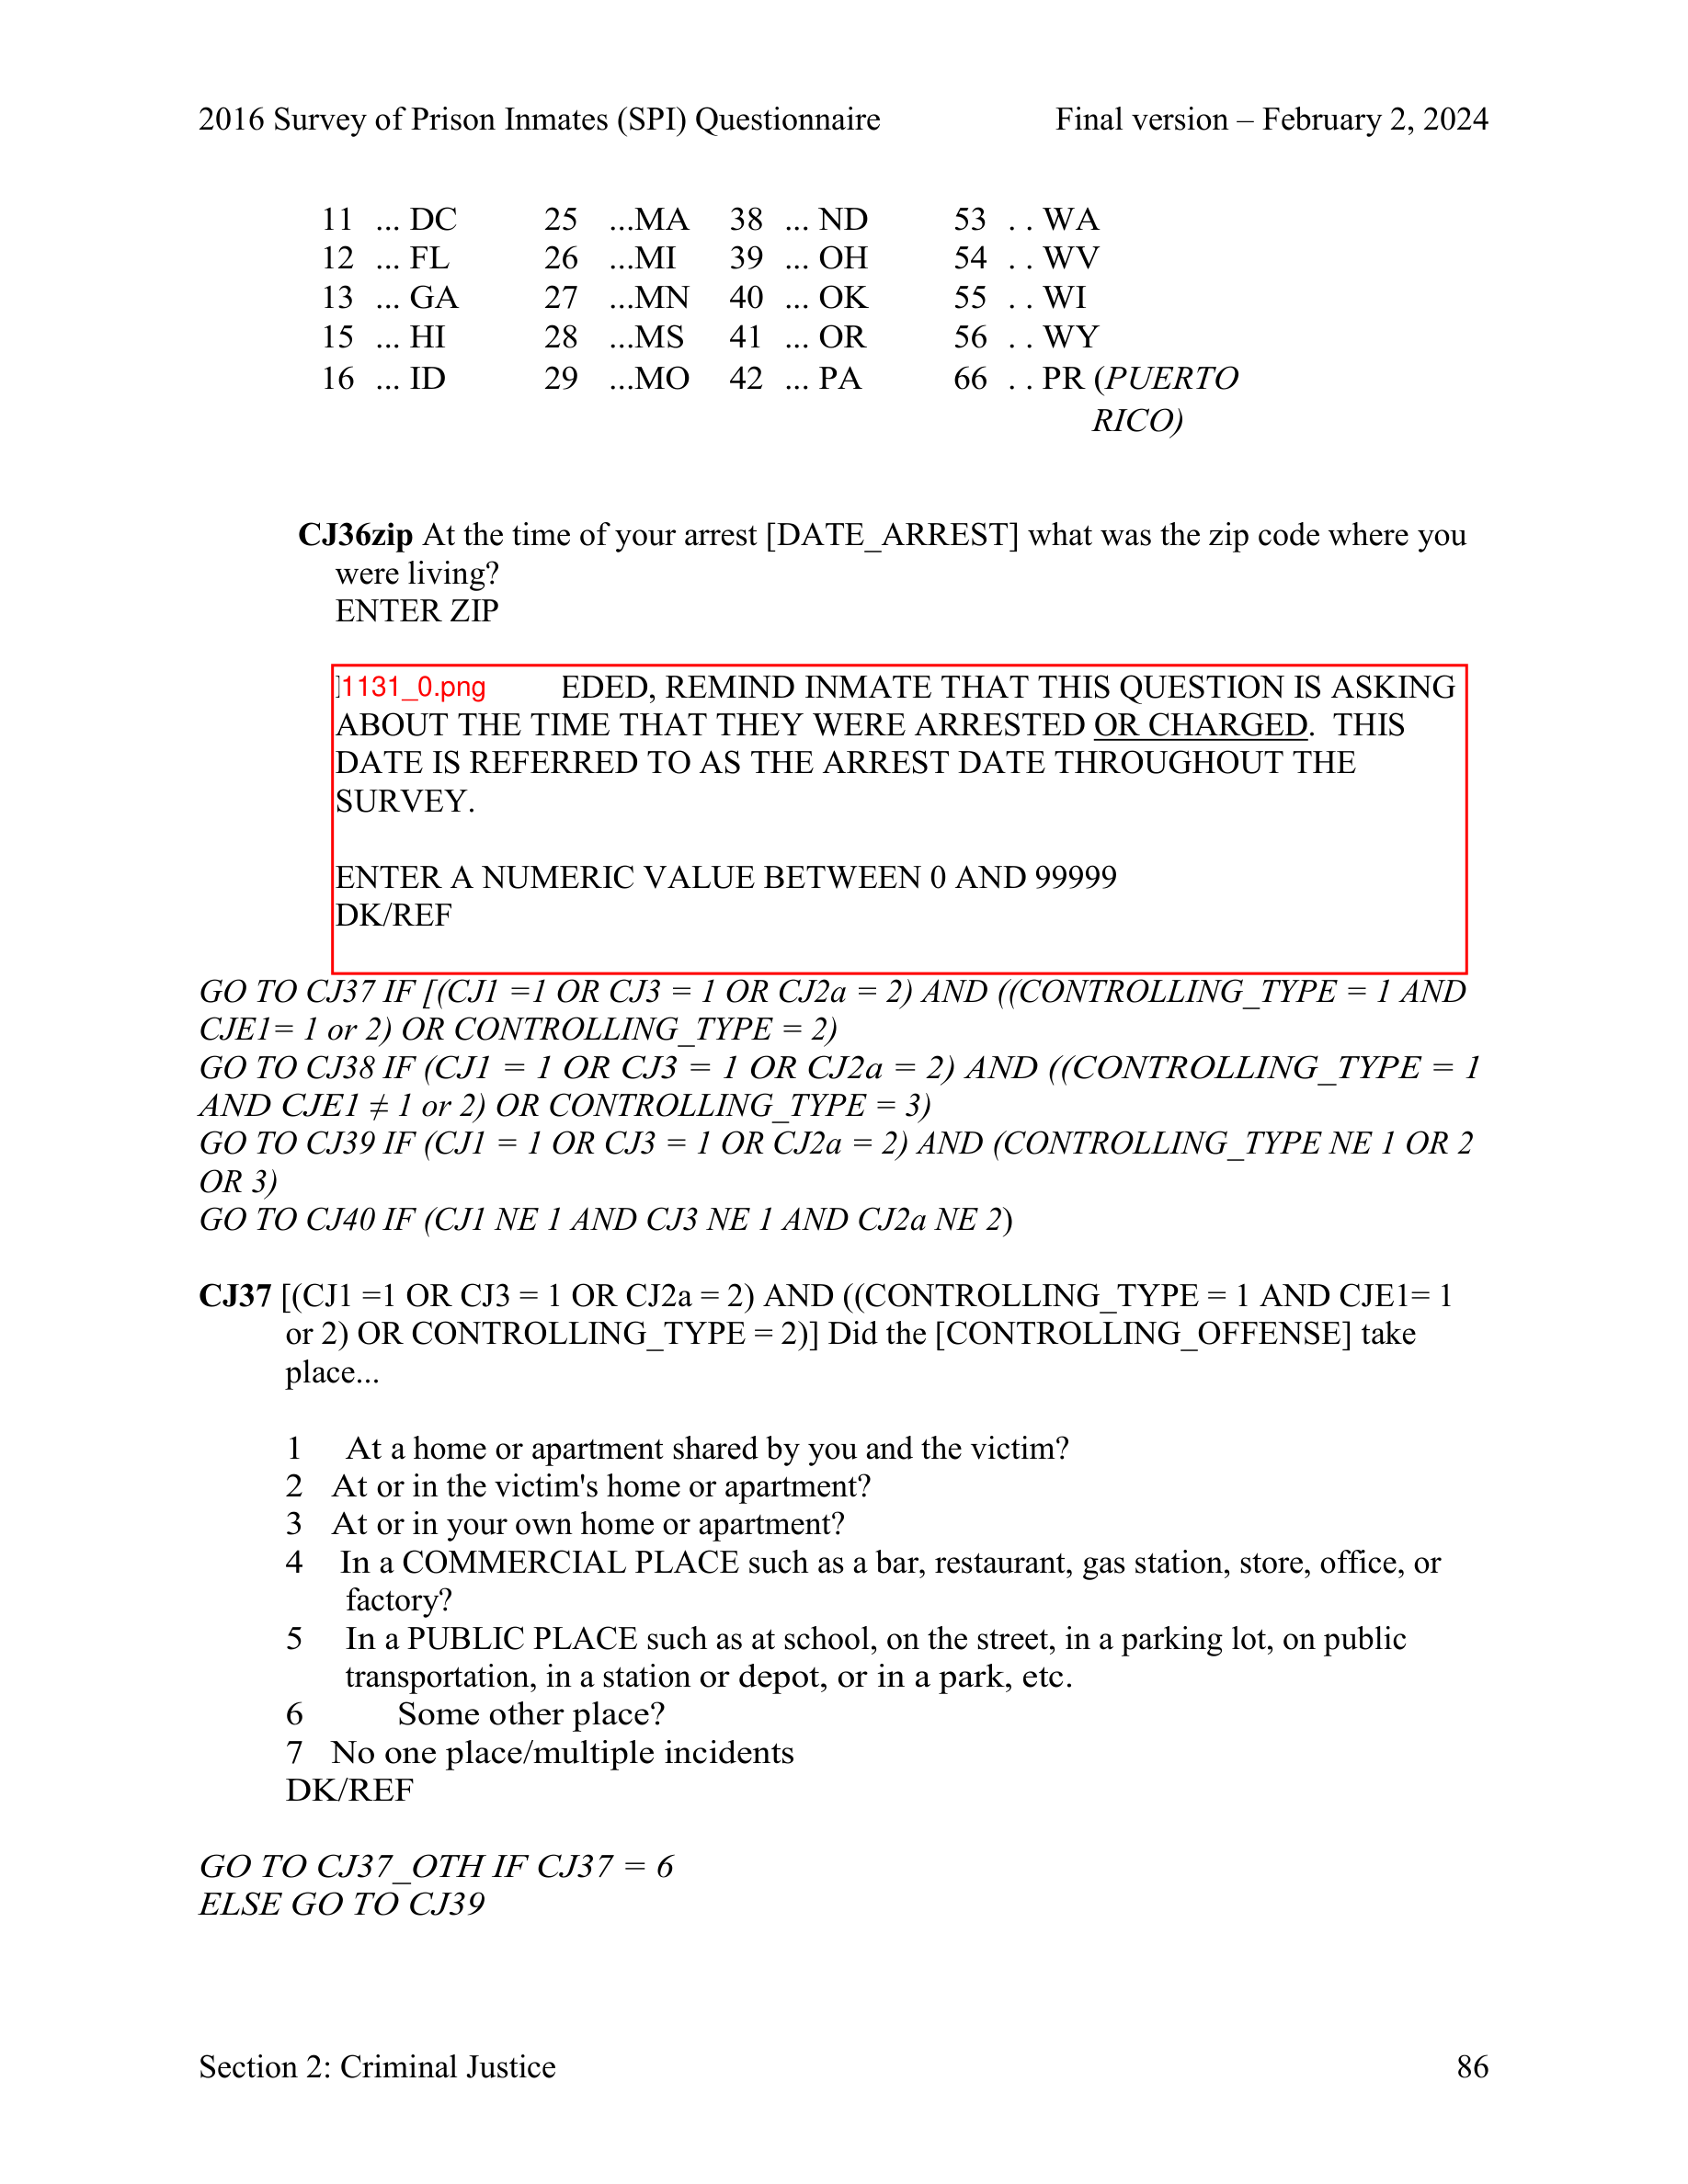 2016 Survey of Prison Inmates (SPI) Questionnaire Final version – February 2, 2024
11 ... DC 25 ...MA 38 ... ND 53 . . WA
12 ... FL 26 ...MI 39 ... OH 54 . . WV
13 ... GA 27 ...MN 40 ... OK 55 . . WI
15 ... HI 28 ...MS 41 ... OR 56 . . WY
16 ... ID 29 ...MO 42 ... PA 66 . . PR (PUERTO
RICO)
CJ36zip At the time of your arrest [DATE_ARREST] what was the zip code where you
were living?
ENTER ZIP
1131_0.png EDED, REMIND INMATE THAT THIS QUESTION IS ASKING
ABOUT THE TIME THAT THEY WERE ARRESTED OR CHARGED. THIS
DATE IS REFERRED TO AS THE ARREST DATE THROUGHOUT THE
SURVEY.
ENTER A NUMERIC VALUE BETWEEN 0 AND 99999
DK/REF
GO TO CJ37 IF [(CJ1 =1 OR CJ3 = 1 OR CJ2a = 2) AND ((CONTROLLING_TYPE = 1 AND
CJE1= 1 or 2) OR CONTROLLING_TYPE = 2)
GO TO CJ38 IF (CJ1 = 1 OR CJ3 = 1 OR CJ2a = 2) AND ((CONTROLLING_TYPE = 1
AND CJE1 ≠ 1 or 2) OR CONTROLLING_TYPE = 3)
GO TO CJ39 IF (CJ1 = 1 OR CJ3 = 1 OR CJ2a = 2) AND (CONTROLLING_TYPE NE 1 OR 2
OR 3)
GO TO CJ40 IF (CJ1 NE 1 AND CJ3 NE 1 AND CJ2a NE 2)
CJ37 [(CJ1 =1 OR CJ3 = 1 OR CJ2a = 2) AND ((CONTROLLING_TYPE = 1 AND CJE1= 1
or 2) OR CONTROLLING_TYPE = 2)] Did the [CONTROLLING_OFFENSE] take
place...
1 At a home or apartment shared by you and the victim?
2 At or in the victim's home or apartment?
3 At or in your own home or apartment?
4 In a COMMERCIAL PLACE such as a bar, restaurant, gas station, store, office, or
factory?
5 In a PUBLIC PLACE such as at school, on the street, in a parking lot, on public
transportation, in a station or depot, or in a park, etc.
6 Some other place?
7 No one place/multiple incidents
DK/REF
GO TO CJ37_OTH IF CJ37 = 6
ELSE GO TO CJ39
Section 2: Criminal Justice 86